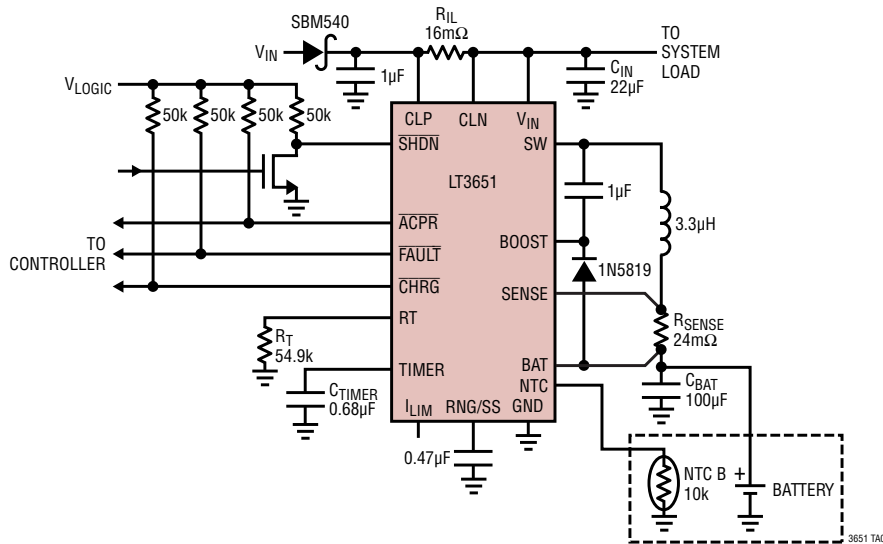 SBM540
R_IL
16mΩ
TO
SYSTEM
LOAD
V_IN
1µF
C_IN
22µF
V_LOGIC
50k
50k
50k
50k
CLP
CLN
V_IN
SHDN
SW
LT3651
1µF
3.3µH
ACPR
BOOST
TO
CONTROLLER
FAULT
1N5819
CHRG
SENSE
RT
R_SENSE
24mΩ
R_T
54.9k
TIMER
BAT
NTC
C_TIMER
0.68µF
C_BAT
100µF
I_LIM
RNG/SS
GND
0.47µF
NTC B
10k
+
BATTERY